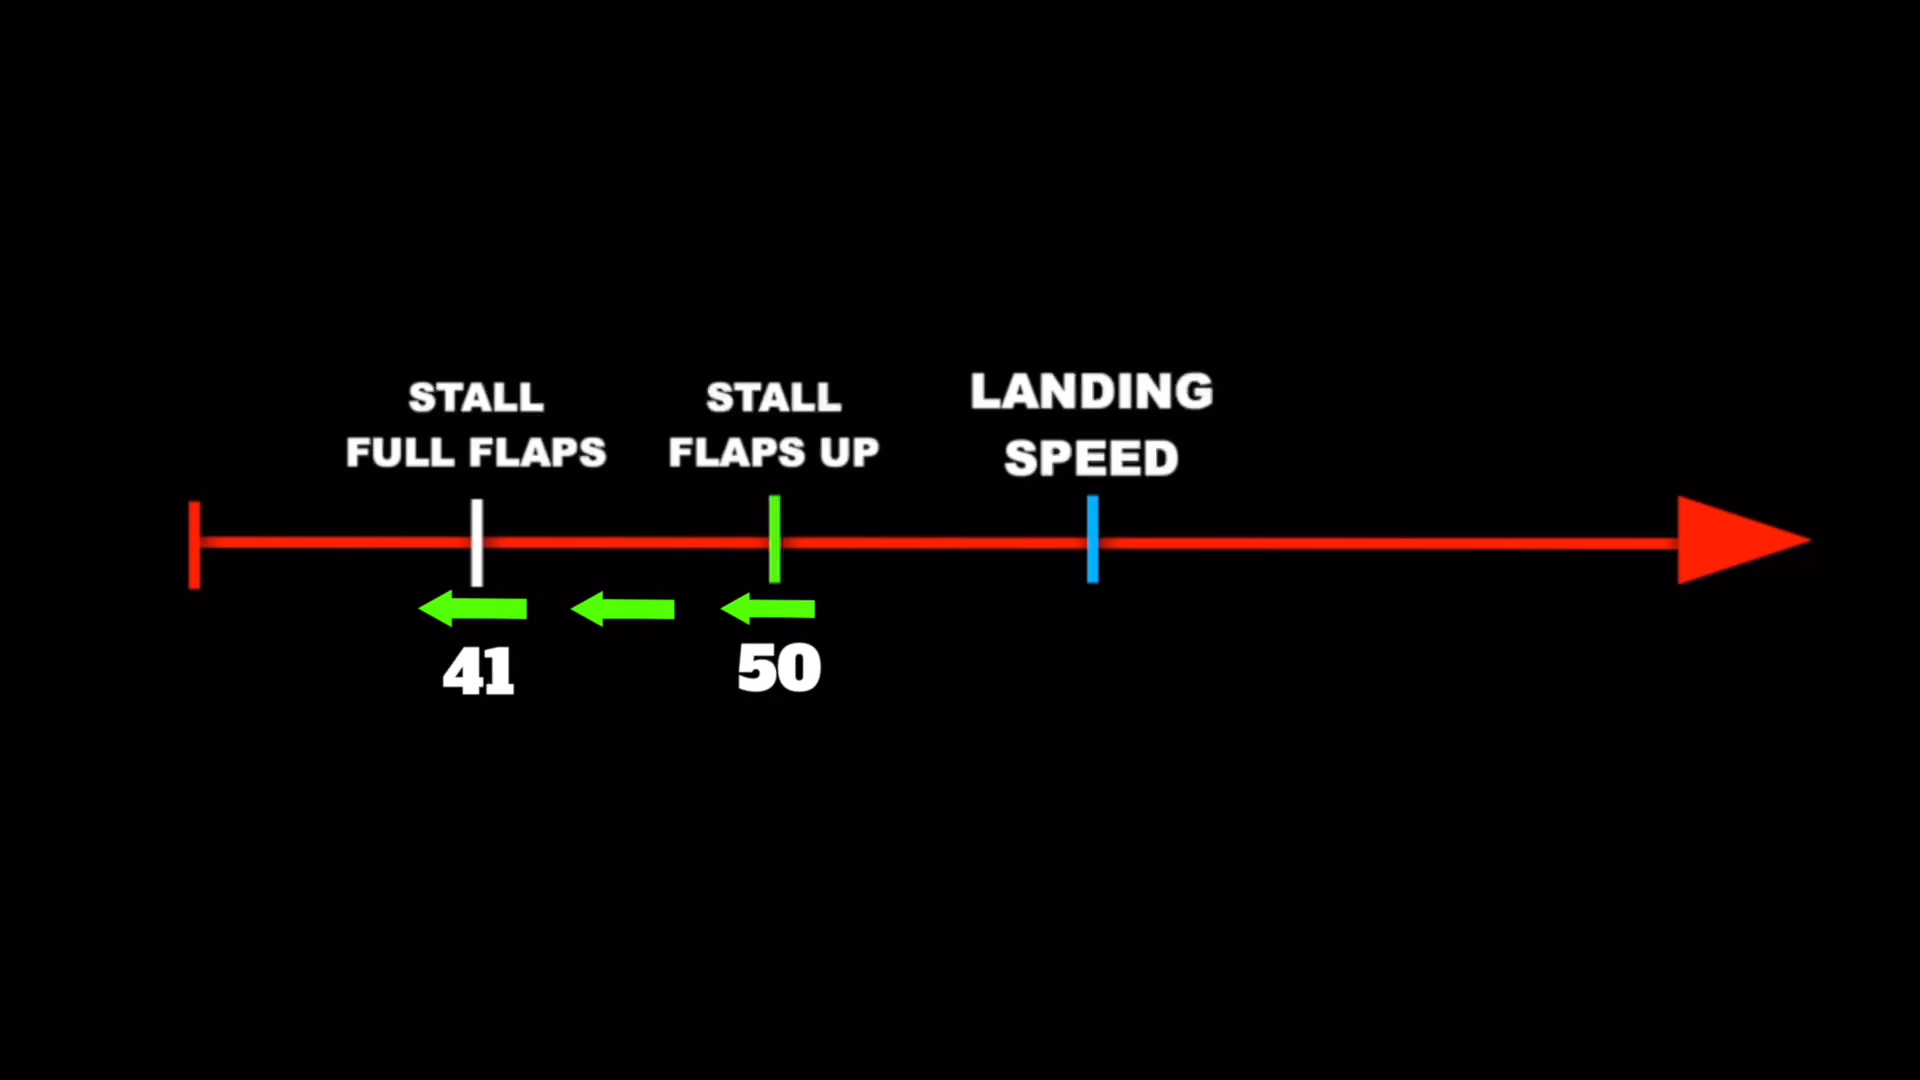 STALL
FULL FLAPS
STALL
FLAPS UP
LANDING
SPEED
41
50